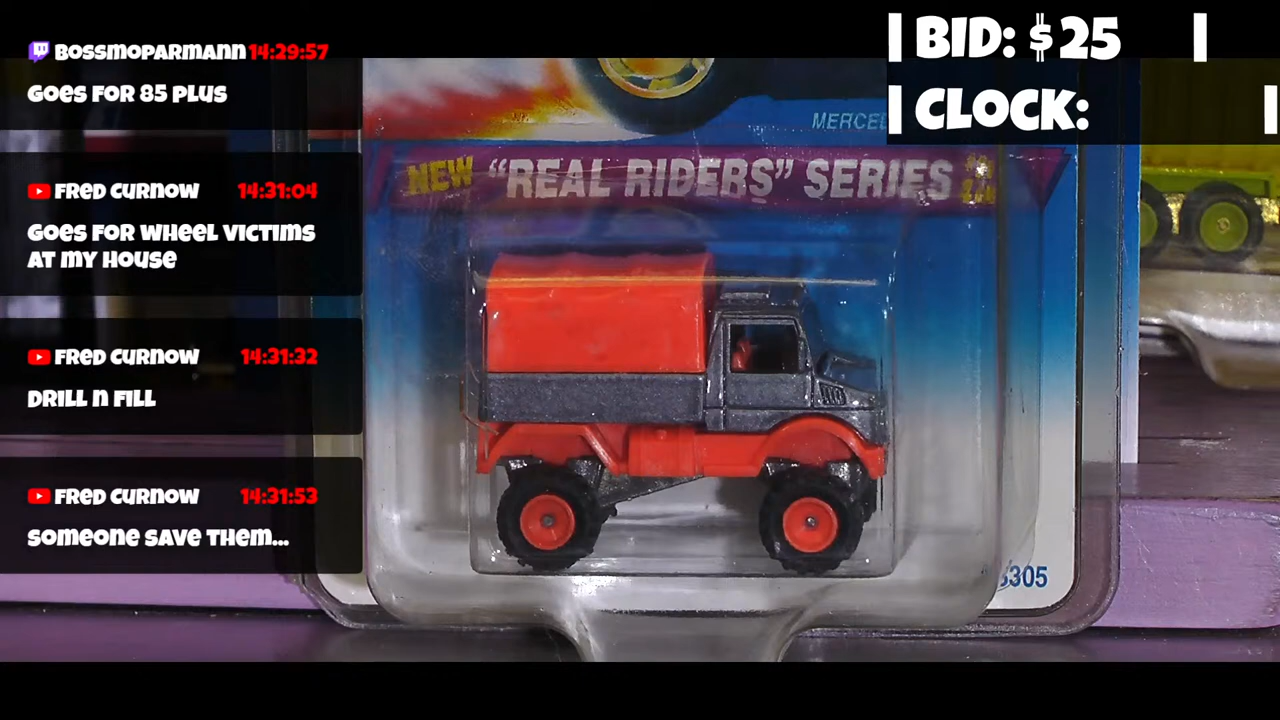 BOSSMOPARMANN 14:29:57
GOES FOR 85 PLUS
FRED CURNOW 14:31:04
GOES FOR WHEEL VICTIMS
AT MY HOUSE
FRED CURNOW 14:31:32
DRILL N FILL
FRED CURNOW 14:31:53
SOMEONE SAVE THEM...
| BID: $25 |
| CLOCK: |
MERCE
NEW "REAL RIDERS" SERIES
305